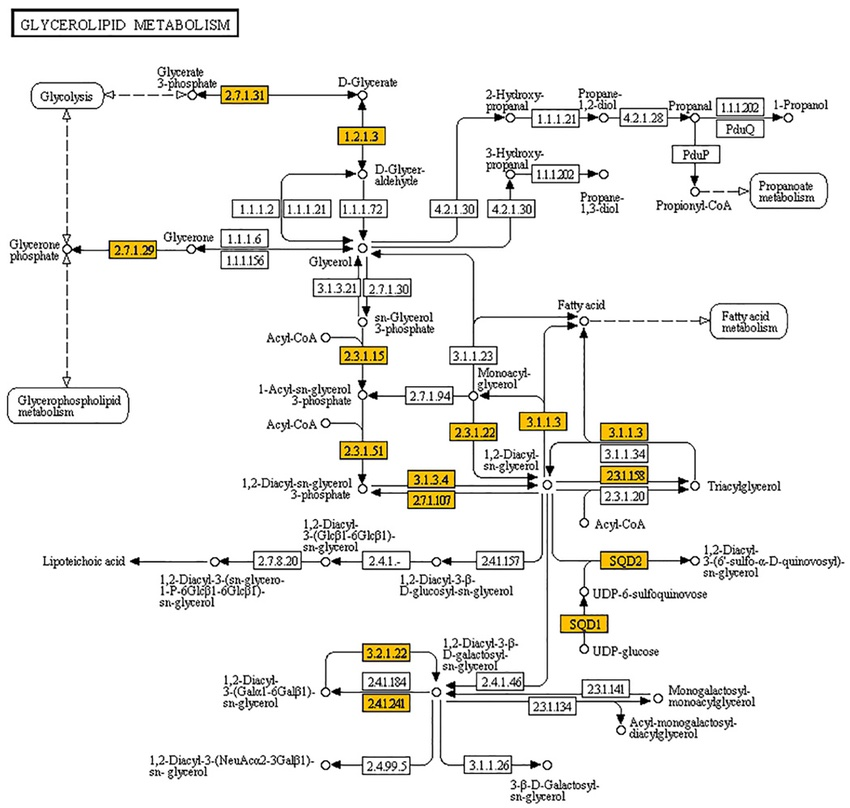 GLYCEROLIPID METABOLISM
Glycerate
3-phosphate
D-Glycerate
Glycolysis
2.7.1.31
2-Hydroxy-
propanal
Propane-
1,2-diol
Propanal
1.1.1.202
1-Propanol
1.1.1.21
4.2.1.28
PduQ
1.2.1.3
3-Hydroxy-
propanal
PduP
D-Glycer-
aldehyde
1.1.1.202
Propane-
1,3-diol
Propionyl-CoA
Propanoate
metabolism
1.1.1.2
1.1.1.21
1.1.1.72
4.2.1.30
4.2.1.30
Glycerone
phosphate
2.7.1.29
Glycerone
1.1.1.6
1.1.1.156
Glycerol
3.1.3.21
2.7.1.30
sn-Glycerol
3-phosphate
Fatty acid
Fatty acid
metabolism
Acyl-CoA
2.3.1.15
3.1.1.23
Monoacyl-
glycerol
Glycerophospholipid
metabolism
1-Acyl-sn-glycerol
3-phosphate
2.7.1.94
Acyl-CoA
2.3.1.22
3.1.1.3
3.1.1.3
2.3.1.51
1,2-Diacyl-
sn-glycerol
3.1.1.34
1,2-Diacyl-sn-glycerol
3-phosphate
3.1.3.4
2.7.1.107
2.3.1.158
2.3.1.20
Triacylglycerol
Acyl-CoA
1,2-Diacyl-
3-(Glcβ1-6Glcβ1)-
sn-glycerol
Lipoteichoic acid
2.7.8.20
2.4.1.-
2.4.1.157
SQD2
1,2-Diacyl-
3-(6'-sulfo-α-D-quinovosyl)-
sn-glycerol
1,2-Diacyl-3-(sn-glycero-
1-P-6Glcβ1-6Glcβ1)-
sn-glycerol
1,2-Diacyl-3-β-
D-glucosyl-sn-glycerol
UDP-6-sulfoquinovose
SQD1
UDP-glucose
3.2.1.22
1,2-Diacyl-3-β-
D-galactosyl-
sn-glycerol
1,2-Diacyl-
3-(Galα1-6Galβ1)-
sn-glycerol
2.4.1.184
2.4.1.241
2.4.1.46
2.3.1.141
2.3.1.134
Monogalactosyl-
monoacylglycerol
Acyl-monogalactosyl-
diacylglycerol
1,2-Diacyl-3-(NeuAcα2-3Galβ1)-
sn- glycerol
2.4.99.5
3.1.1.26
3-β-D-Galactosyl-
sn-glycerol